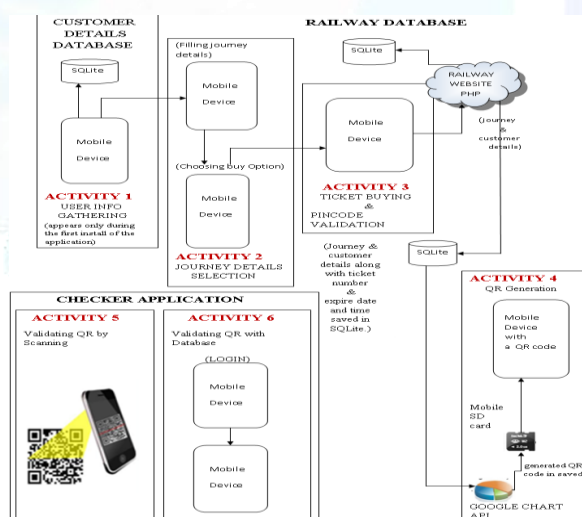 CUSTOMER
DETAILS
DATABASE
SQLite
Mobile
Device
ACTIVITY 1
USER INFO
GATHERING
(appears only during
the first install of the
application)
RAILWAY DATABASE
(Filling journey
details)
Mobile
Device
(Choosing buy Option)
Mobile
Device
ACTIVITY 2
JOURNEY DETAILS
SELECTION
SQLite
RAILWAY
WEBSITE
PHP
Mobile
Device
ACTIVITY 3
TICKET BUYING
&
PINCODE
VALIDATION
(journey
&
customer
details)
(Journey &
customer
details along
with ticket
number
&
expire date
and time
saved in
SQLite.)
SQLite
ACTIVITY 4
QR Generation
Mobile
Device
with
a QR code
Mobile
SD
card
generated QR
code in saved
GOOGLE CHART
API
CHECKER APPLICATION
ACTIVITY 5
Validating QR by
Scanning
ACTIVITY 6
Validating QR with
Database
(LOGIN)
Mobile
Device
Mobile
Device